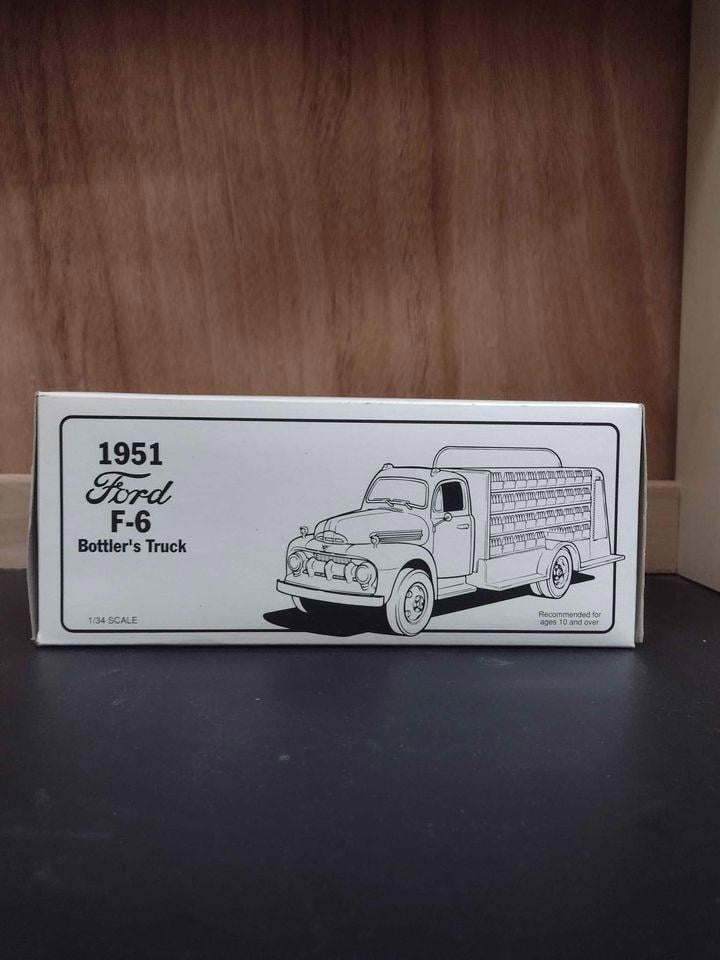 1951
Ford
F-6
Bottler's Truck
1/34 SCALE
Recommended for
ages 10 and over